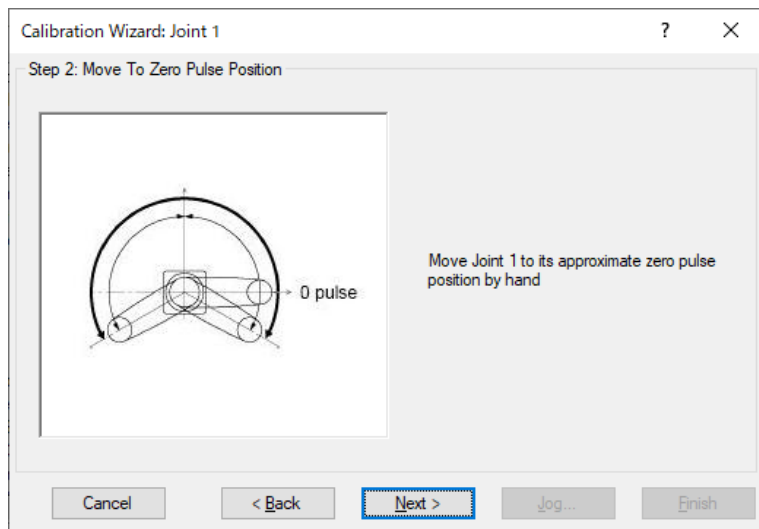 Calibration Wizard: Joint 1
?
Step 2: Move To Zero Pulse Position
0 pulse
Move Joint 1 to its approximate zero pulse
position by hand
Cancel
< Back
Next >
Jog...
Finish